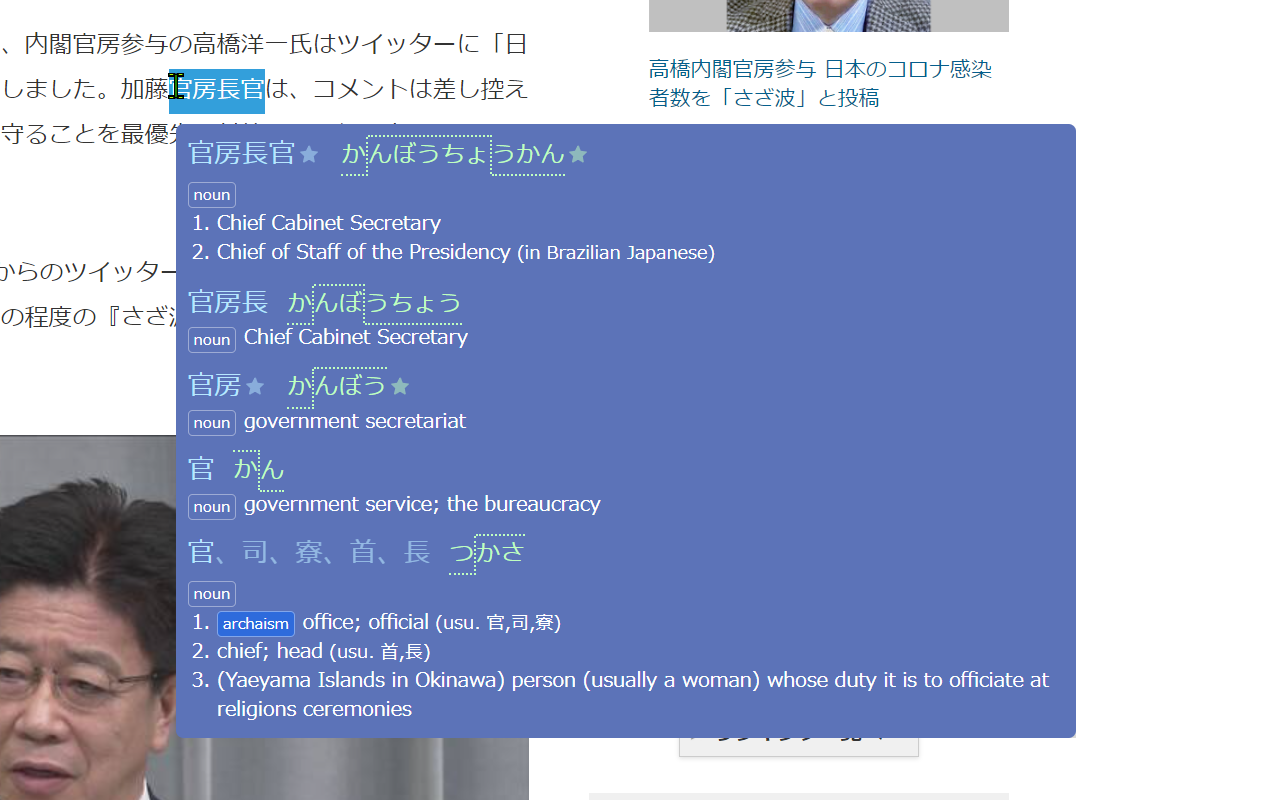 、内閣官房参与の高橋洋一氏はツイッターに「日
しました。加藤官房長官は、コメントは差し控え
守ることを最優先
からのツイッター
の程度の『さざ波
高橋内閣官房参与 日本のコロナ感染
者数を「さざ波」と投稿
官房長官★ かんぼうちょうかん★
noun
1. Chief Cabinet Secretary
2. Chief of Staff of the Presidency (in Brazilian Japanese)
官房長 かんぼうちょう
noun Chief Cabinet Secretary
官房★ かんぼう★
noun government secretariat
官 かん
noun government service; the bureaucracy
官、司、寮、首、長 つかさ
noun
1. archaism office; official (usu. 官,司,寮)
2. chief; head (usu. 首,長)
3. (Yaeyama Islands in Okinawa) person (usually a woman) whose duty it is to officiate at
religions ceremonies